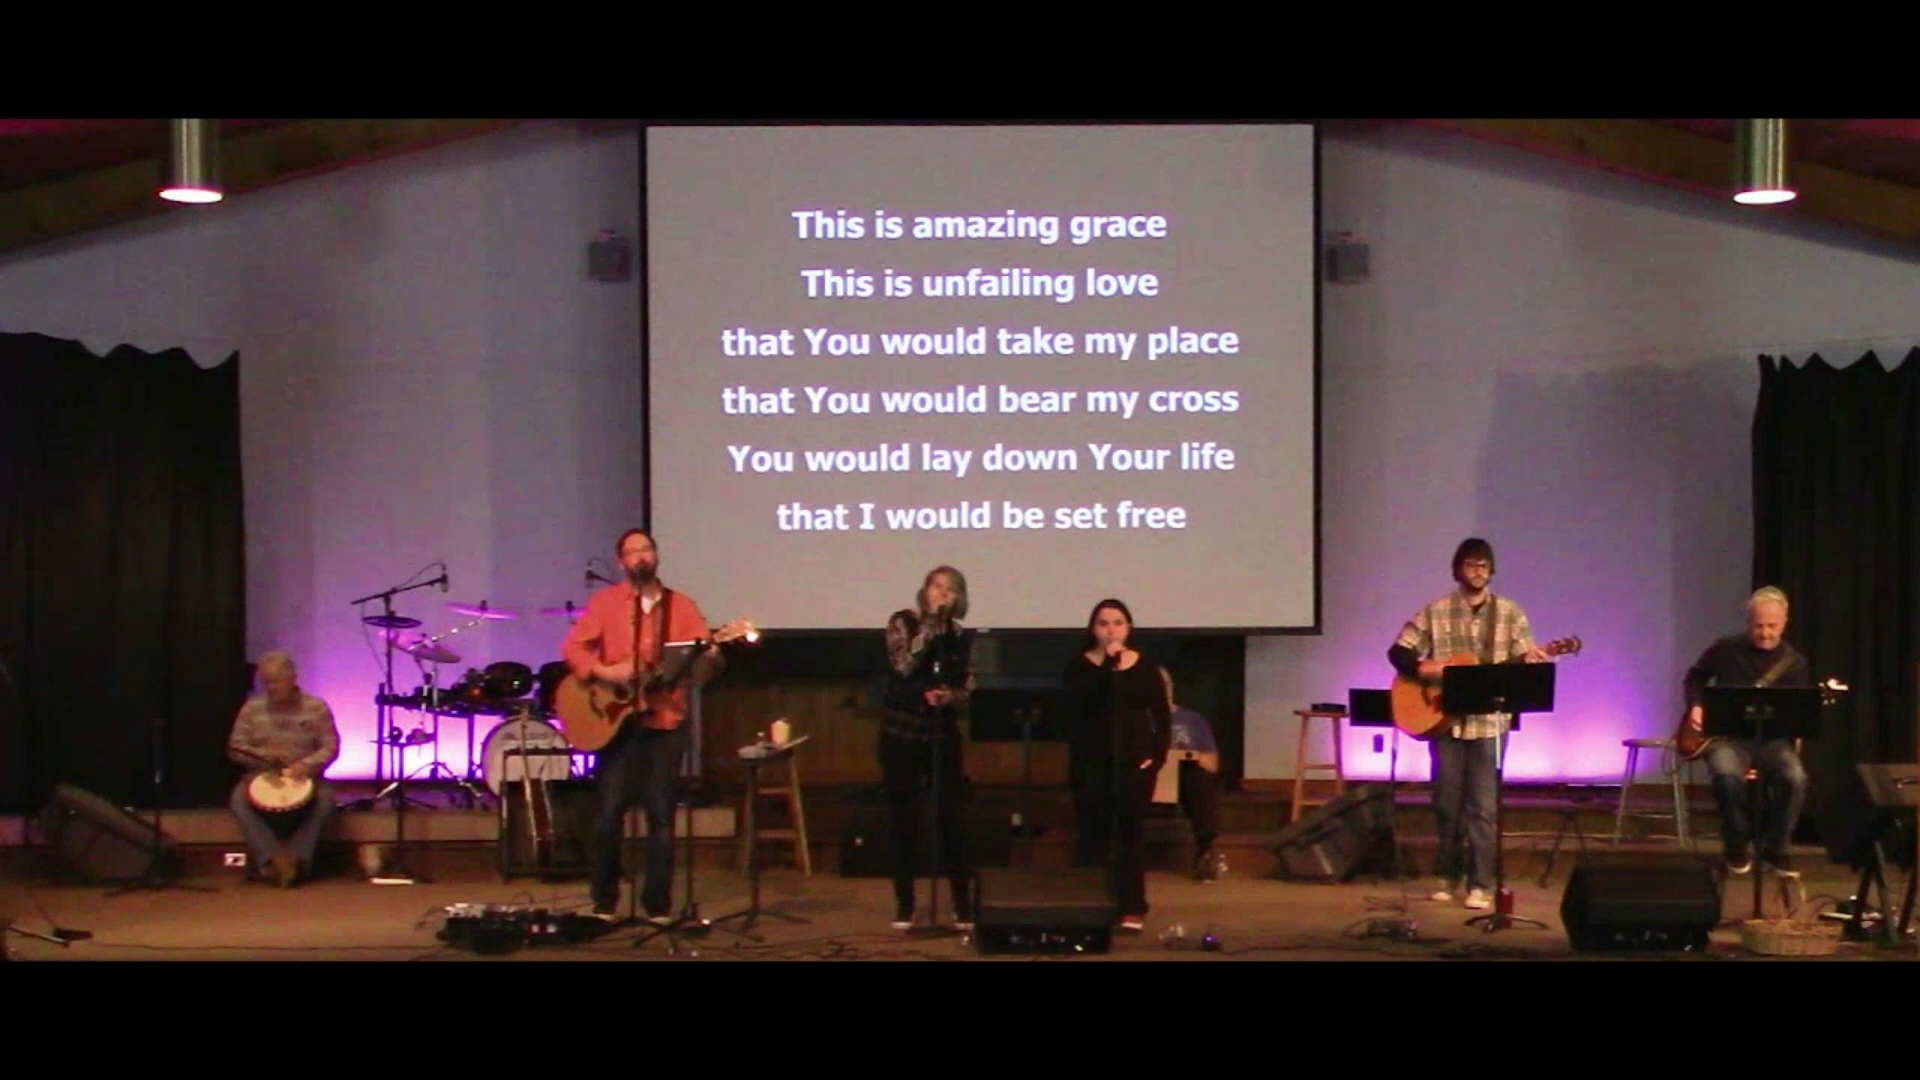 This is amazing grace
This is unfailing love
that You would take my place
that You would bear my cross
You would lay down Your life
that I would be set free